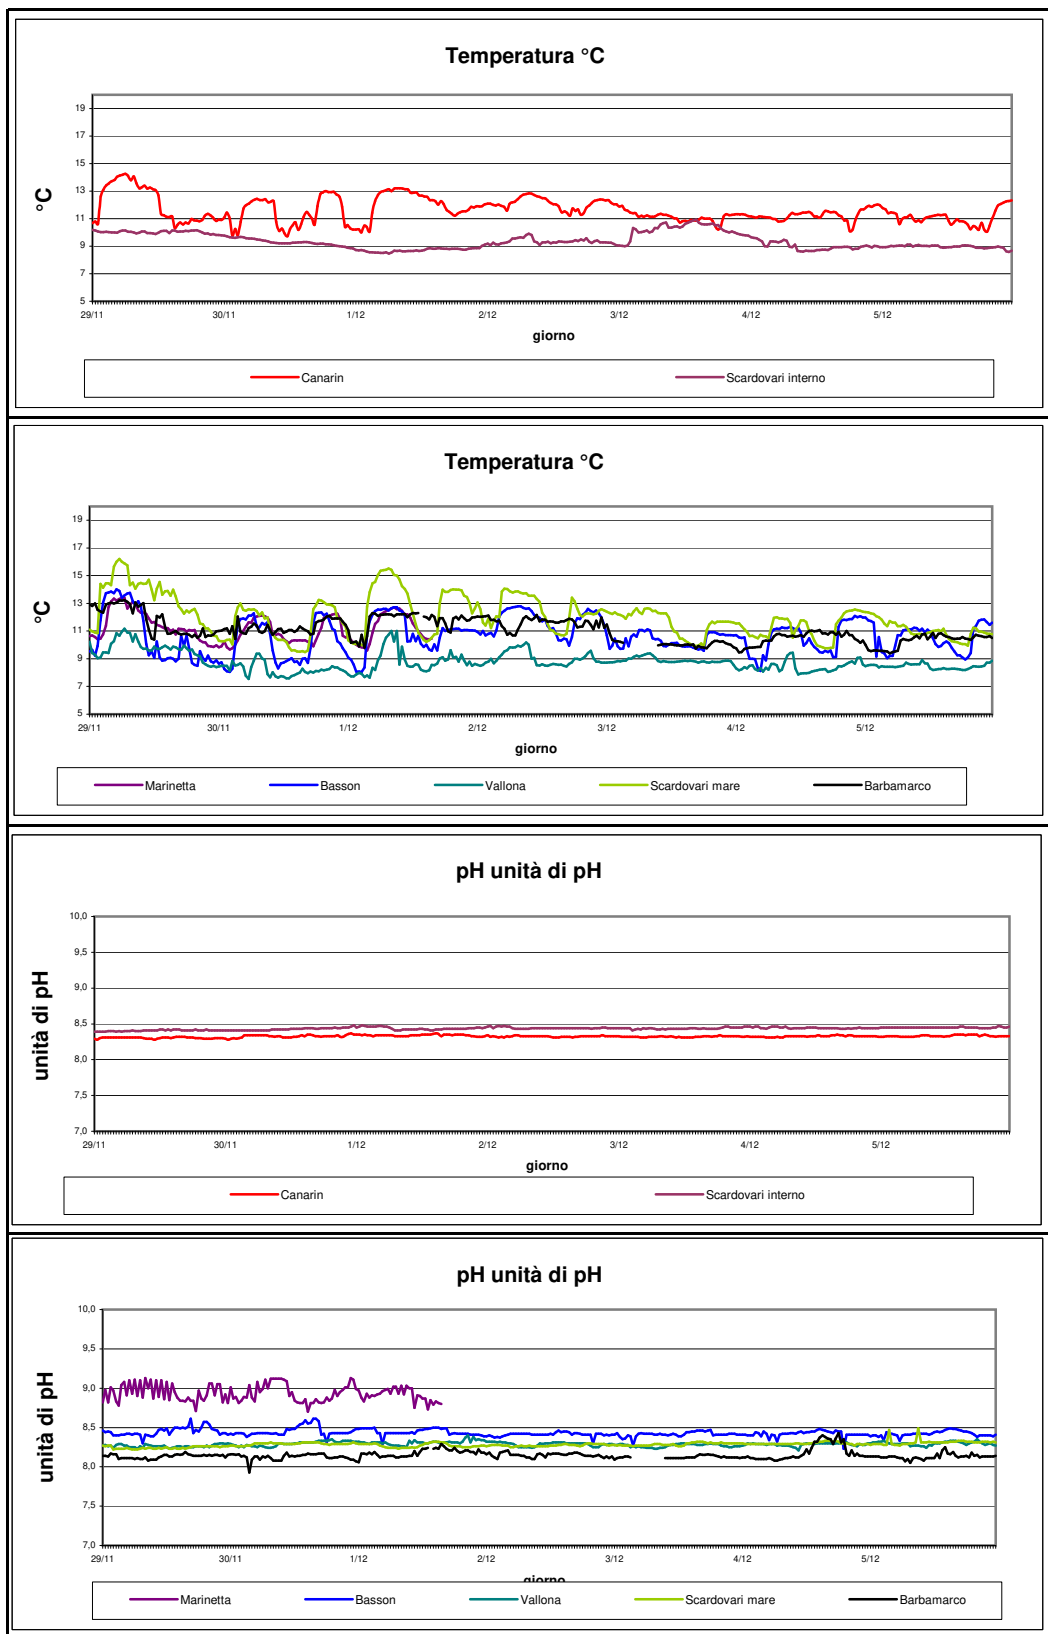 Temperatura °C
°C
19
17
15
13
11
9
7
5
29/11 30/11 1/12 2/12 3/12 4/12 5/12
giorno
Canarin Scardovari interno
Temperatura °C
°C
19
17
15
13
11
9
7
5
29/11 30/11 1/12 2/12 3/12 4/12 5/12
giorno
Marinetta Basson Vallona Scardovari mare Barbamarco
pH unità di pH
unità di pH
10,0
9,5
9,0
8,5
8,0
7,5
7,0
29/11 30/11 1/12 2/12 3/12 4/12 5/12
giorno
Canarin Scardovari interno
pH unità di pH
unità di pH
10,0
9,5
9,0
8,5
8,0
7,5
7,0
29/11 30/11 1/12 2/12 3/12 4/12 5/12
giorno
Marinetta Basson Vallona Scardovari mare Barbamarco